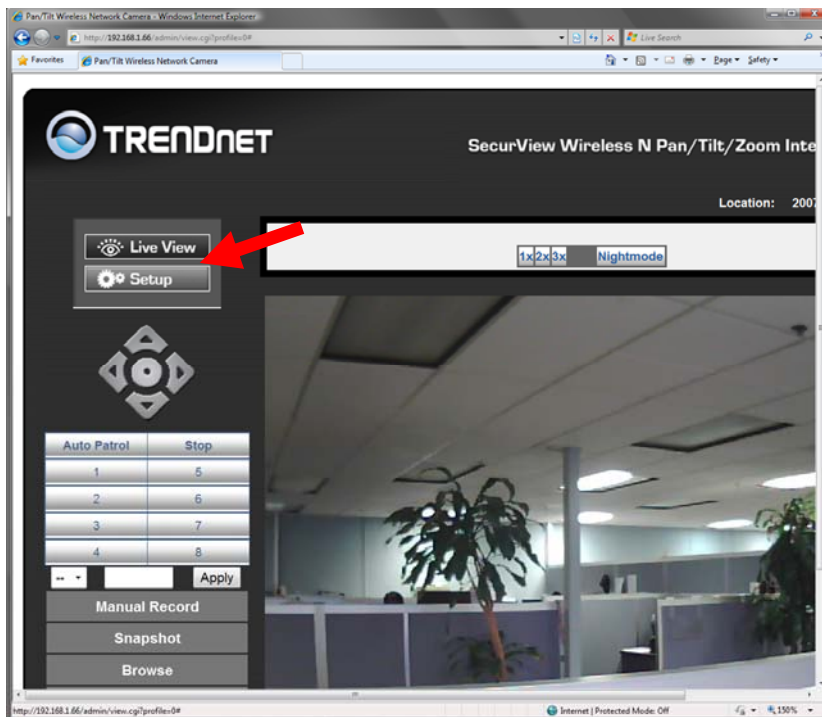 Pan/Tilt Wireless Network Camera - Windows Internet Explorer
http://192.168.1.66/admin/view.cgi?profile=0#
Live Search
Favorites
Pan/Tilt Wireless Network Camera
Page
Safety
TRENDnet
SecurView Wireless N Pan/Tilt/Zoom Inte
Location: 2007
Live View
1x 2x 3x Nightmode
Setup
Auto Patrol Stop
1 5
2 6
3 7
4 8
-- Apply
Manual Record
Snapshot
Browse
http://192.168.1.66/admin/view.cgi?profile=0#
Internet | Protected Mode: Off
150%